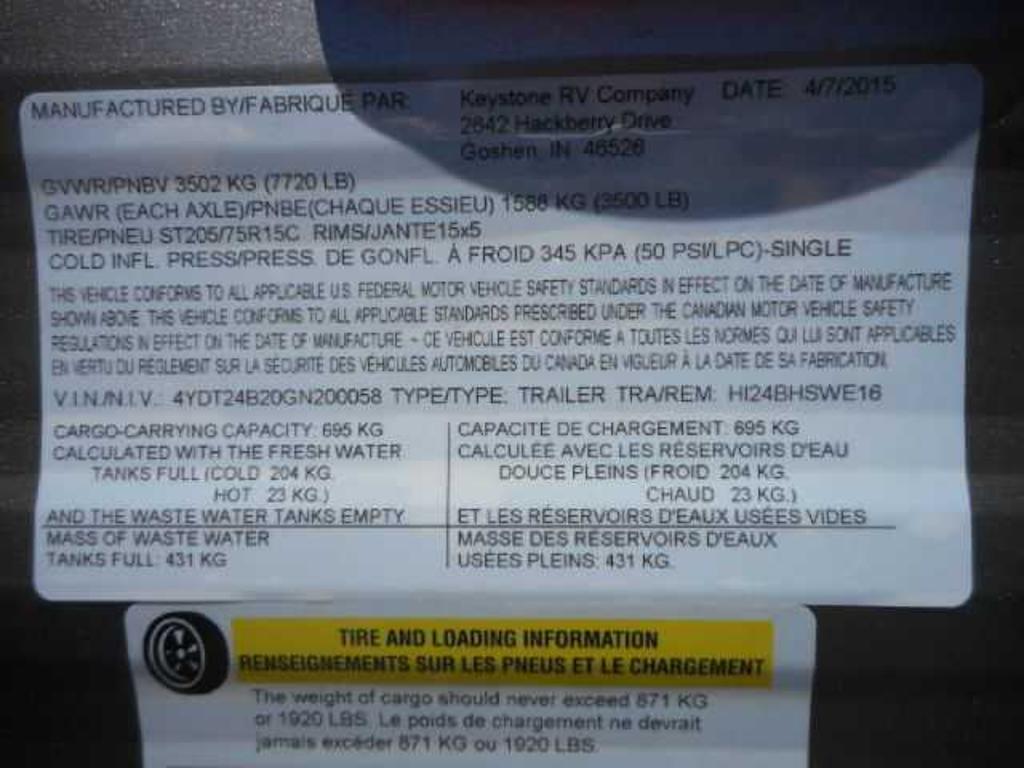 MANUFACTURED BY/FABRIQUÉ PAR: Keystone RV Company DATE: 4/7/2015
2642 Hackberry Drive
Goshen, IN 46526
GVWR/PNBV 3502 KG (7720 LB)
GAWR (EACH AXLE)/PNBE(CHAQUE ESSIEU) 1588 KG (3500 LB)
TIRE/PNEU ST205/75R15C RIMS/JANTE15x5
COLD INFL. PRESS/PRESS. DE GONFL. À FROID 345 KPA (50 PSI/LPC)-SINGLE
THIS VEHICLE CONFORMS TO ALL APPLICABLE U.S. FEDERAL MOTOR VEHICLE SAFETY STANDARDS IN EFFECT ON THE DATE OF MANUFACTURE
SHOWN ABOVE. THIS VEHICLE CONFORMS TO ALL APPLICABLE STANDARDS PRESCRIBED UNDER THE CANADIAN MOTOR VEHICLE SAFETY
REGULATIONS IN EFFECT ON THE DATE OF MANUFACTURE - CE VEHICULE EST CONFORME A TOUTES LES NORMES QUI LUI SONT APPLICABLES
EN VERTU DU REGLEMENT SUR LA SECURITE DES VEHICULES AUTOMOBILES DU CANADA EN VIGUEUR À LA DATE DE SA FABRICATION.
V.I.N./N.I.V.: 4YDT24B20GN200058 TYPE/TYPE: TRAILER TRA/REM: HI24BHSWE16
CARGO-CARRYING CAPACITY: 695 KG
CALCULATED WITH THE FRESH WATER
TANKS FULL (COLD 204 KG.
HOT 23 KG.)
AND THE WASTE WATER TANKS EMPTY
MASS OF WASTE WATER
TANKS FULL: 431 KG
CAPACITÉ DE CHARGEMENT: 695 KG
CALCULÉE AVEC LES RÉSERVOIRS D'EAU
DOUCE PLEINS (FROID 204 KG.
CHAUD 23 KG.)
ET LES RÉSERVOIRS D'EAUX USÉES VIDES
MASSE DES RÉSERVOIRS D'EAUX
USÉES PLEINS: 431 KG.
TIRE AND LOADING INFORMATION
RENSEIGNEMENTS SUR LES PNEUS ET LE CHARGEMENT
The weight of cargo should never exceed 871 KG
or 1920 LBS. Le poids de chargement ne devrait
jamais excéder 871 KG ou 1920 LBS.